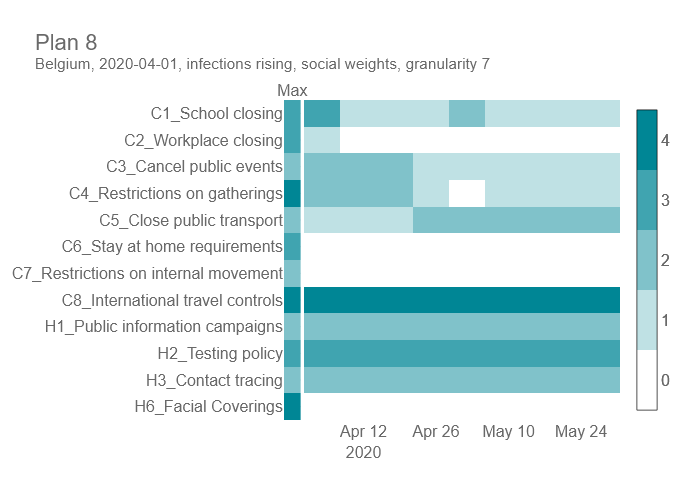 Plan 8
Belgium, 2020-04-01, infections rising, social weights, granularity 7
Max
C1_School closing
C2_Workplace closing
C3_Cancel public events
C4_Restrictions on gatherings
C5_Close public transport
C6_Stay at home requirements
C7_Restrictions on internal movement
C8_International travel controls
H1_Public information campaigns
H2_Testing policy
H3_Contact tracing
H6_Facial Coverings
Apr 12 Apr 26 May 10 May 24
2020
4
3
2
1
0